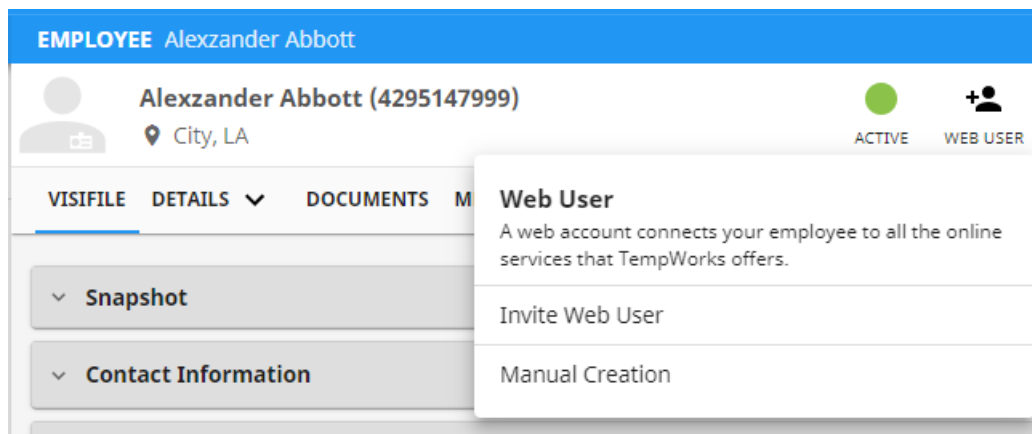 EMPLOYEE Alexzander Abbott
Alexzander Abbott (4295147999)
City, LA
ACTIVE
WEB USER
VISIFILE DETAILS DOCUMENTS M
Web User
A web account connects your employee to all the online
services that TempWorks offers.
Snapshot
Invite Web User
Contact Information
Manual Creation